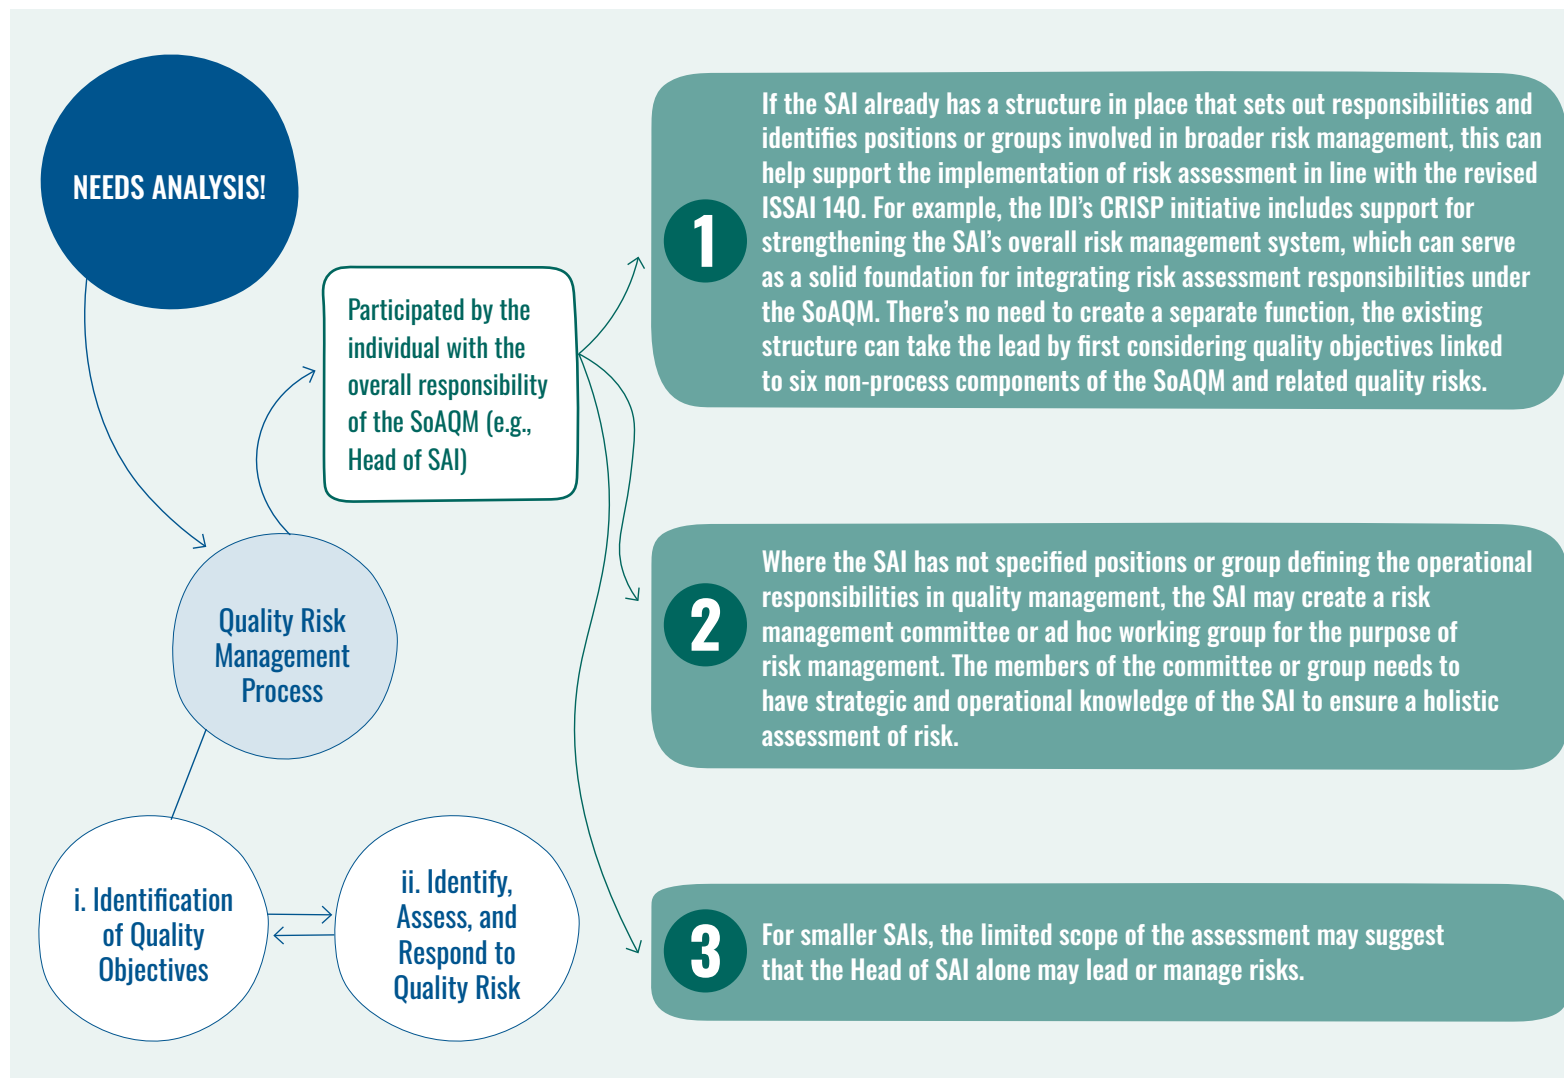 NEEDS ANALYSIS!
Participated by the
individual with the
overall responsibility
of the SoAQM (e.g.,
Head of SAI)
Quality Risk
Management
Process
i. Identification
of Quality
Objectives
ii. Identify,
Assess, and
Respond to
Quality Risk
1
If the SAI already has a structure in place that sets out responsibilities and
identifies positions or groups involved in broader risk management, this can
help support the implementation of risk assessment in line with the revised
ISSAI 140. For example, the IDI’s CRISP initiative includes support for
strengthening the SAI’s overall risk management system, which can serve
as a solid foundation for integrating risk assessment responsibilities under
the SoAQM. There’s no need to create a separate function, the existing
structure can take the lead by first considering quality objectives linked
to six non-process components of the SoAQM and related quality risks.
2
Where the SAI has not specified positions or group defining the operational
responsibilities in quality management, the SAI may create a risk
management committee or ad hoc working group for the purpose of
risk management. The members of the committee or group needs to
have strategic and operational knowledge of the SAI to ensure a holistic
assessment of risk.
3
For smaller SAIs, the limited scope of the assessment may suggest
that the Head of SAI alone may lead or manage risks.